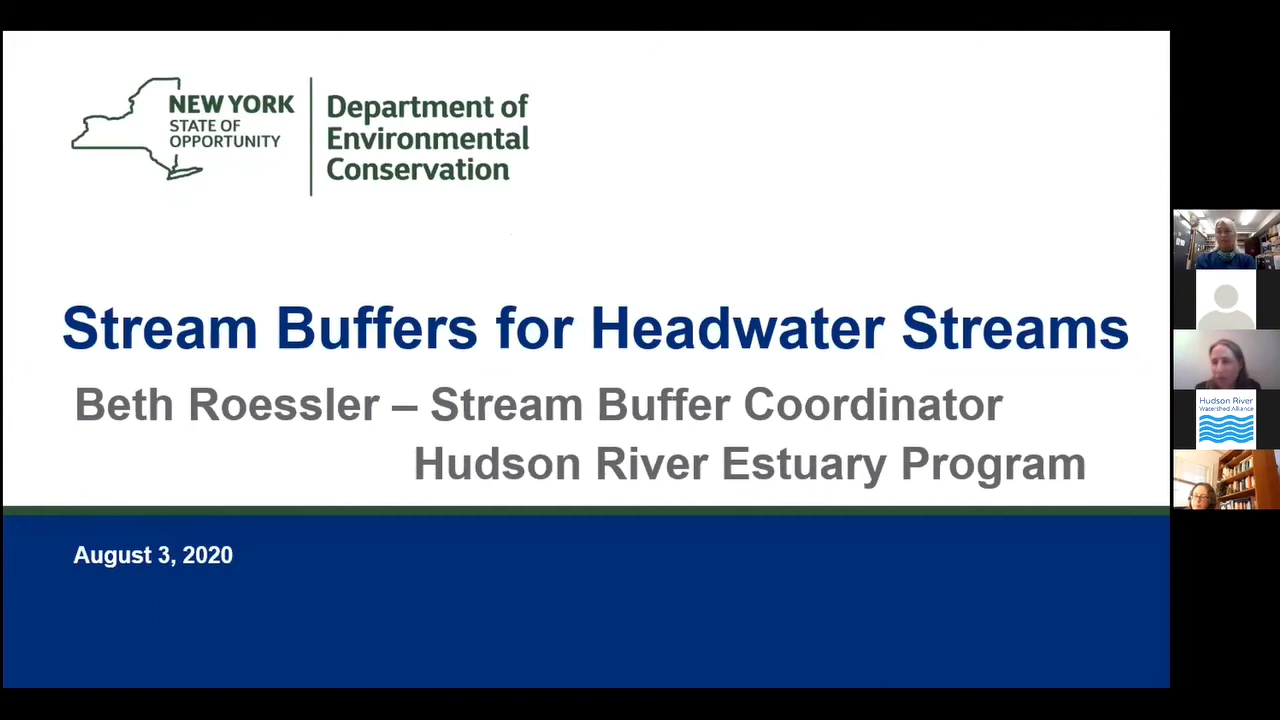 NEW YORK
STATE OF
OPPORTUNITY
Department of
Environmental
Conservation
Stream Buffers for Headwater Streams
Beth Roessler – Stream Buffer Coordinator
Hudson River Estuary Program
August 3, 2020
Hudson River
Watershed Alliance